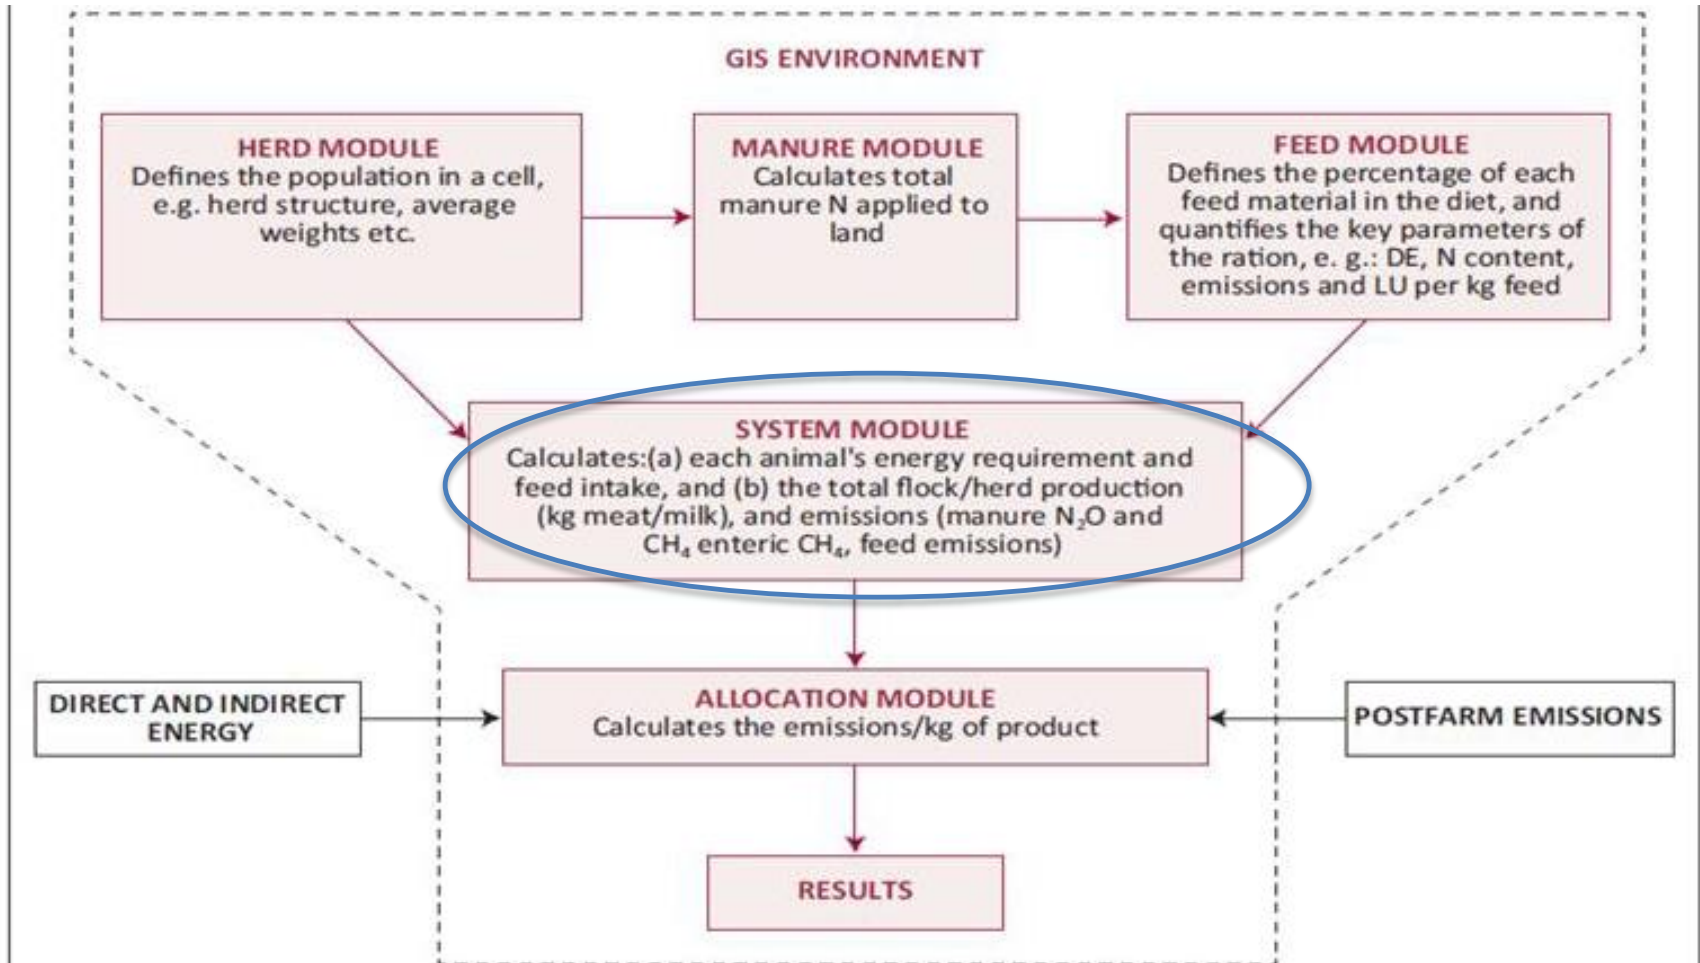 GIS ENVIRONMENT
HERD MODULE
Defines the population in a cell,
e.g. herd structure, average
weights etc.
MANURE MODULE
Calculates total
manure N applied to
land
FEED MODULE
Defines the percentage of each
feed material in the diet, and
quantifies the key parameters of
the ration, e. g.: DE, N content,
emissions and LU per kg feed
SYSTEM MODULE
Calculates:(a) each animal's energy requirement and
feed intake, and (b) the total flock/herd production
(kg meat/milk), and emissions (manure N₂O and
CH₄ enteric CH₄, feed emissions)
DIRECT AND INDIRECT
ENERGY
ALLOCATION MODULE
Calculates the emissions/kg of product
POSTFARM EMISSIONS
RESULTS